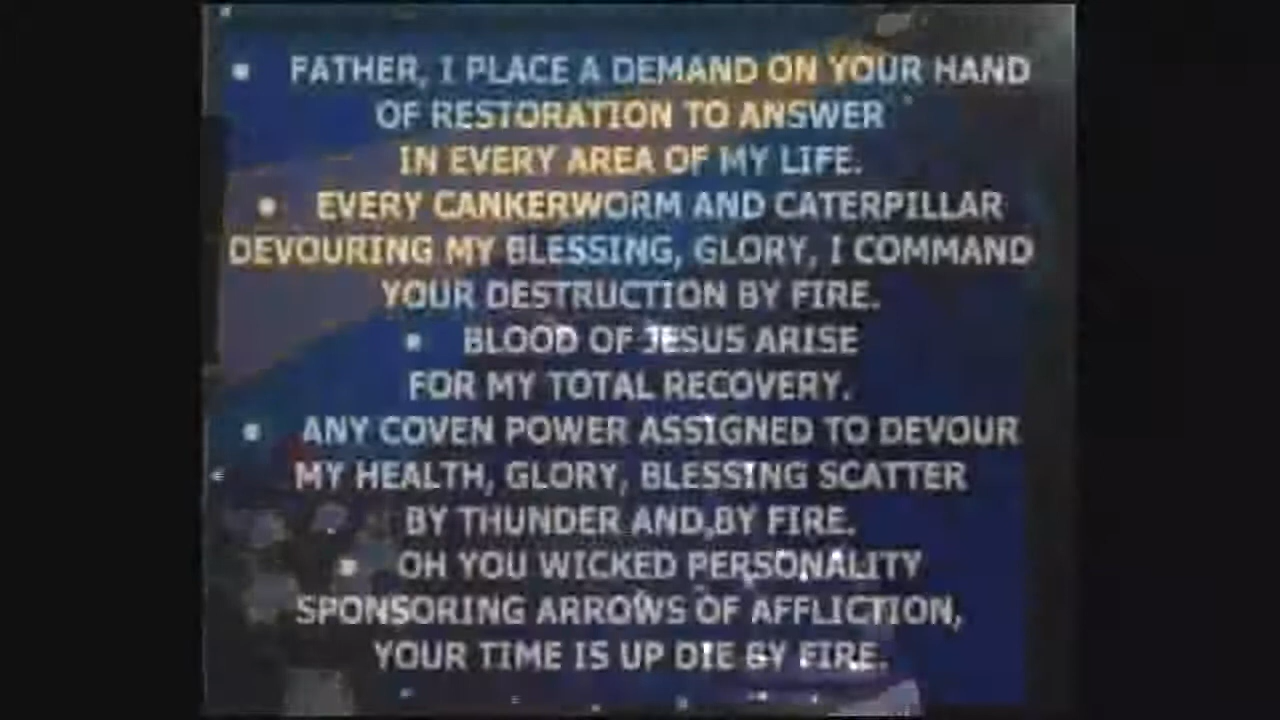 ▪ FATHER, I PLACE A DEMAND ON YOUR HAND
OF RESTORATION TO ANSWER
IN EVERY AREA OF MY LIFE.
▪ EVERY CANKERWORM AND CATERPILLAR
DEVOURING MY BLESSING, GLORY, I COMMAND
YOUR DESTRUCTION BY FIRE.
▪ BLOOD OF JESUS ARISE
FOR MY TOTAL RECOVERY.
▪ ANY COVEN POWER ASSIGNED TO DEVOUR
MY HEALTH, GLORY, BLESSING SCATTER
BY THUNDER AND BY FIRE.
▪ OH YOU WICKED PERSONALITY
SPONSORING ARROWS OF AFFLICTION,
YOUR TIME IS UP DIE BY FIRE.